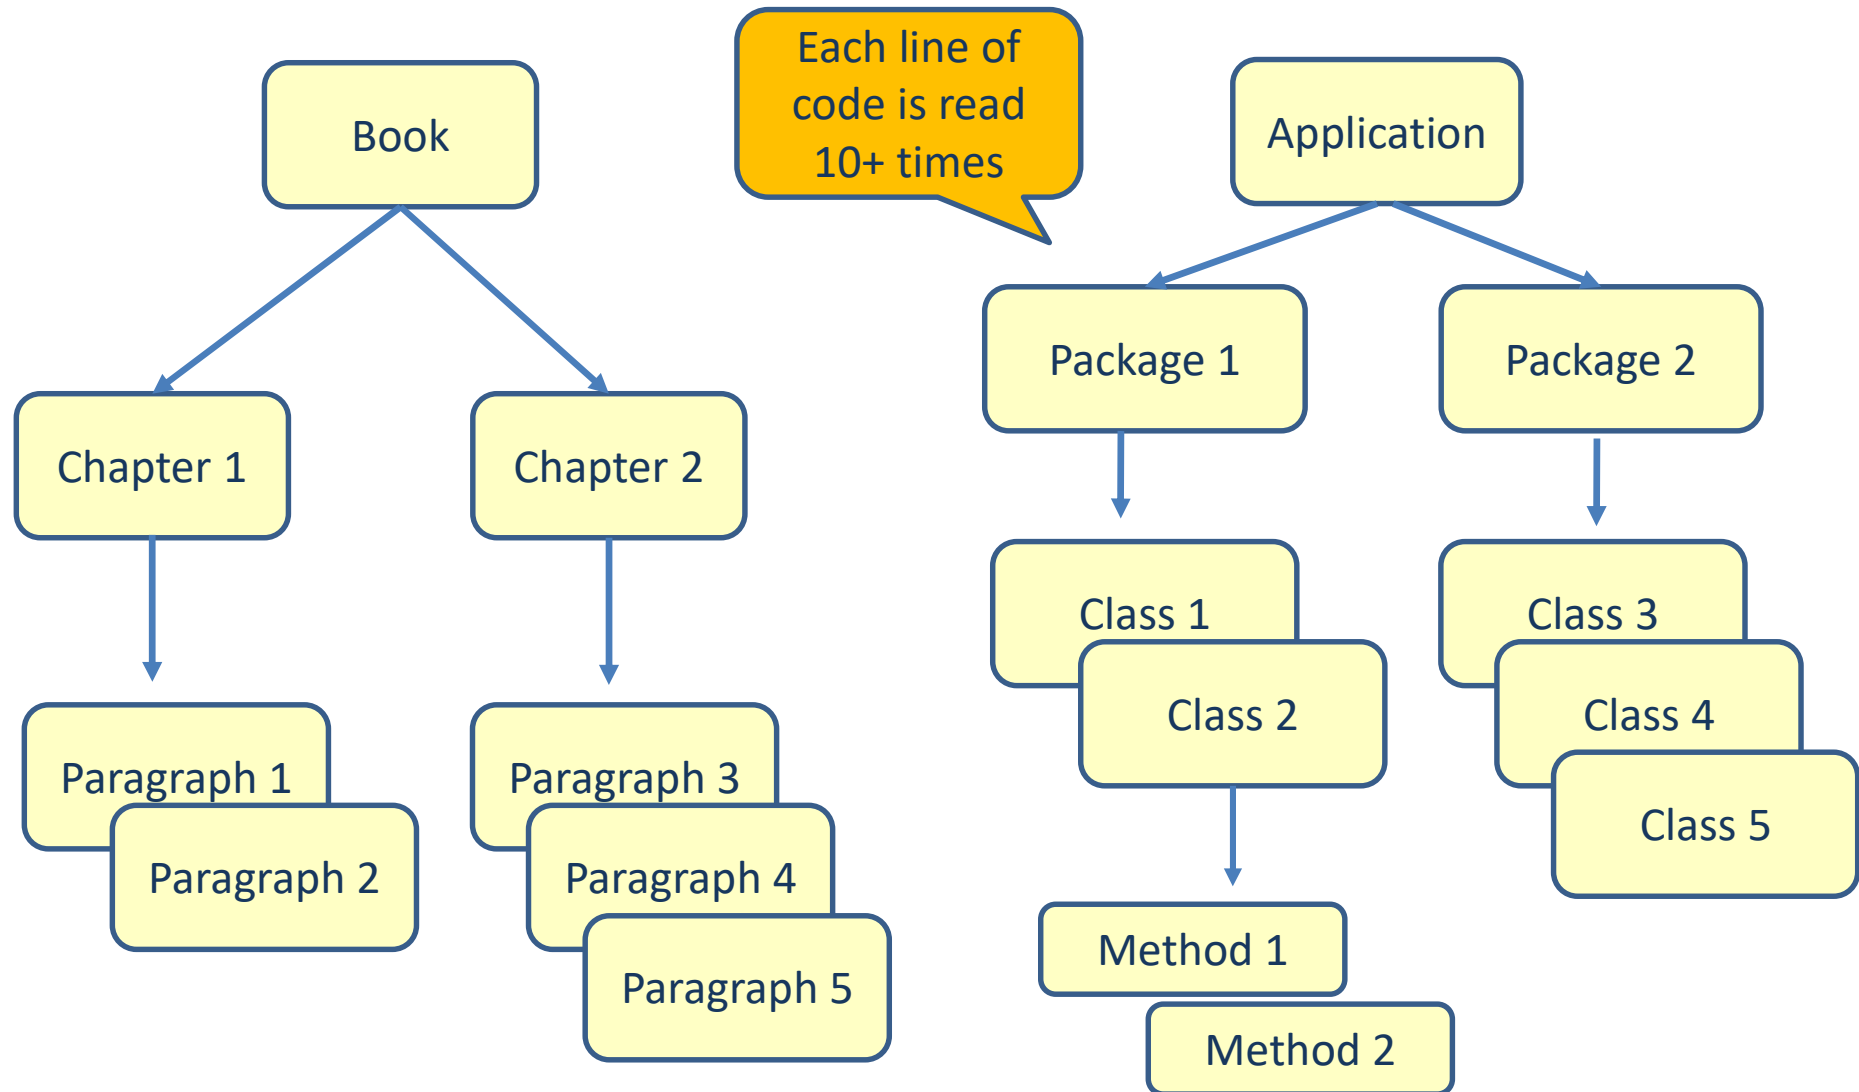 Book
Chapter 1
Chapter 2
Paragraph 1
Paragraph 2
Paragraph 3
Paragraph 4
Paragraph 5
Each line of
code is read
10+ times
Application
Package 1
Package 2
Class 1
Class 2
Class 3
Class 4
Class 5
Method 1
Method 2